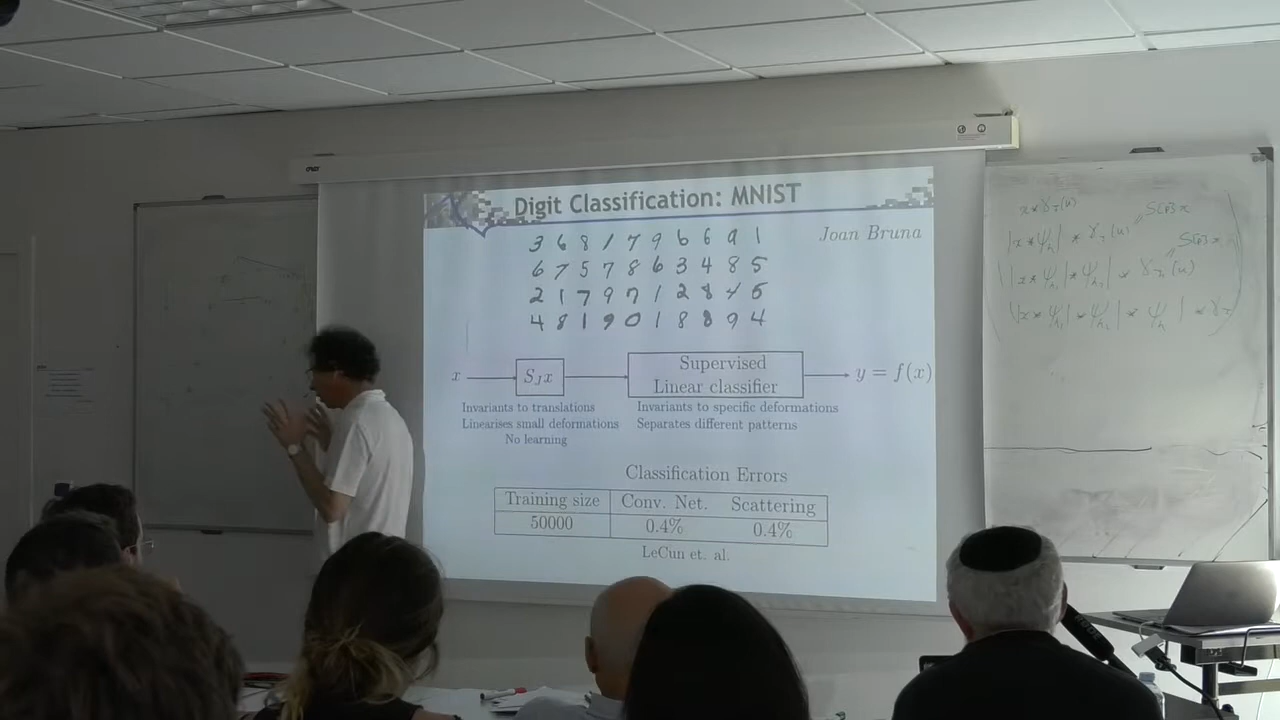 Digit Classification: MNIST
Joan Bruna
3 6 8 1 7 9 6 6 9 1
6 7 5 7 8 6 3 4 8 5
2 1 7 9 7 1 2 8 4 5
4 8 1 9 0 1 8 8 9 4
x
S_J x
Supervised
Linear classifier
y = f(x)
Invariants to translations
Linearises small deformations
No learning
Invariants to specific deformations
Separates different patterns
Classification Errors
Training size Conv. Net. Scattering
50000 0.4% 0.4%
LeCun et. al.